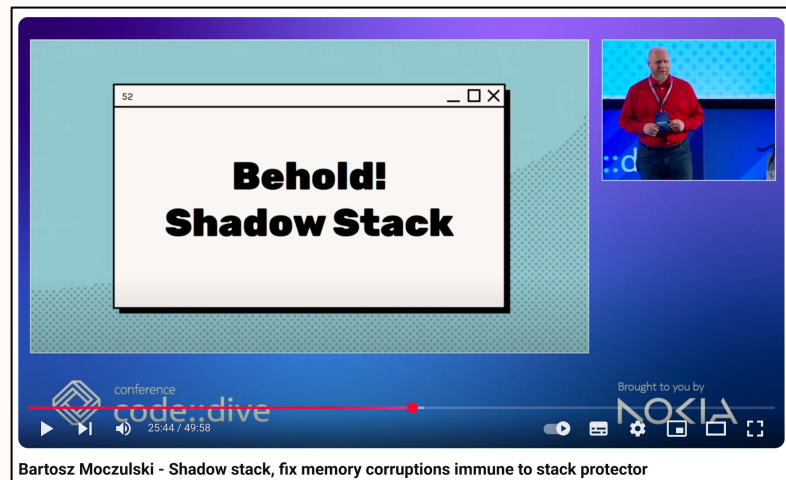 52
Behold!
Shadow Stack
::d
conference
code::dive
Brought to you by
NOKIA
25:44 / 49:58
Bartosz Moczulski - Shadow stack, fix memory corruptions immune to stack protector